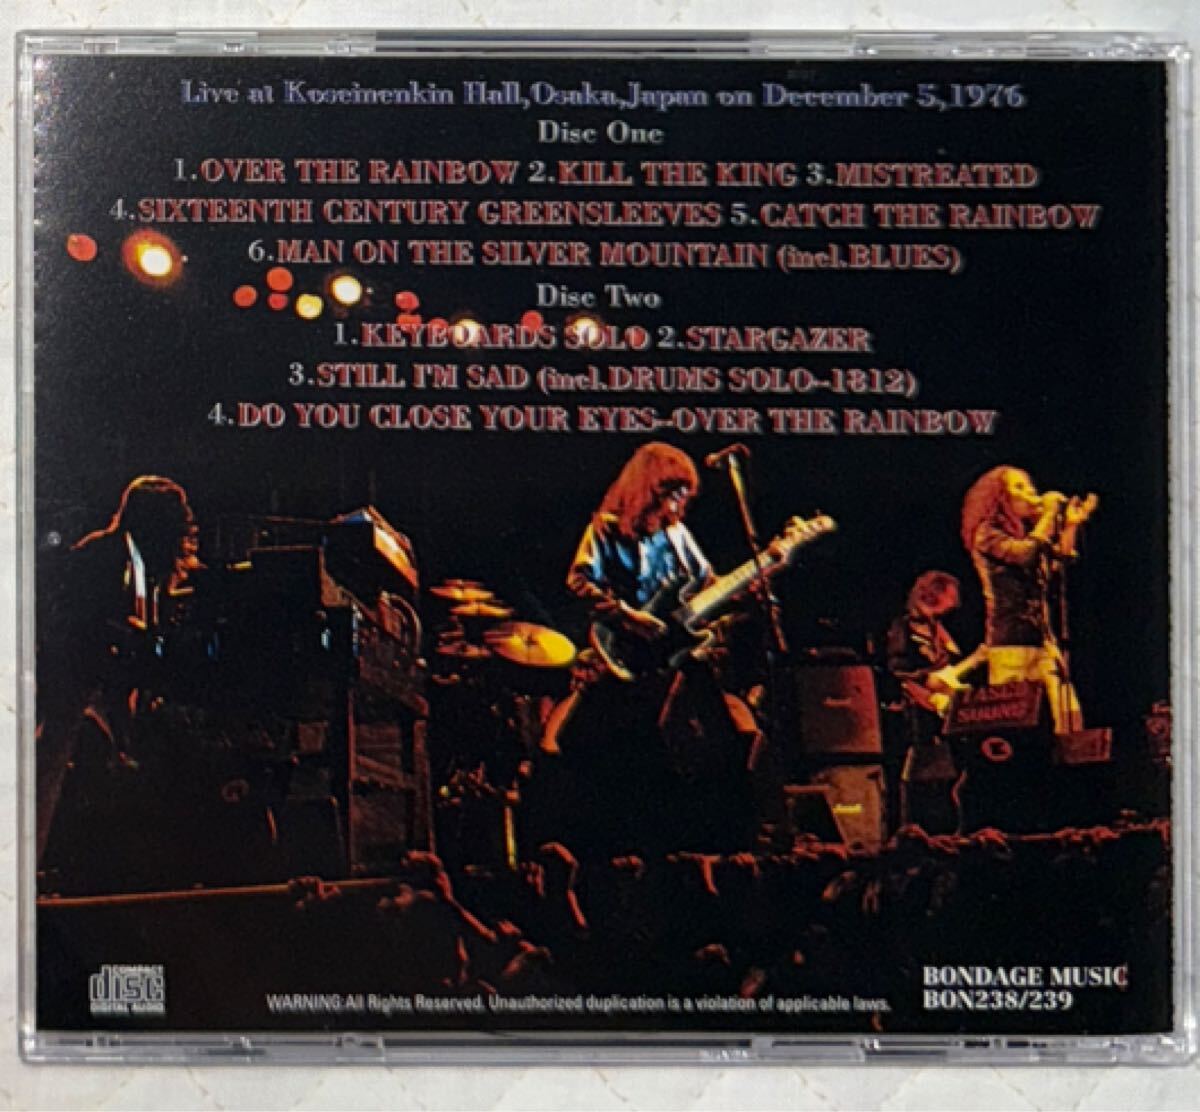 Live at Koseinenkin Hall,Osaka,Japan on December 5,1976
Disc One
1.OVER THE RAINBOW 2.KILL THE KING 3.MISTREATED
4.SIXTEENTH CENTURY GREENSLEEVES 5.CATCH THE RAINBOW
6.MAN ON THE SILVER MOUNTAIN (incl.BLUES)
Disc Two
1.KEYBOARDS SOLO 2.STARGAZER
3.STILL I'M SAD (incl.DRUMS SOLO~1812)
4.DO YOU CLOSE YOUR EYES~OVER THE RAINBOW
COMPACT
disc
DIGITAL AUDIO
WARNING:All Rights Reserved. Unauthorized duplication is a violation of applicable laws.
BONDAGE MUSIC
BON238/239